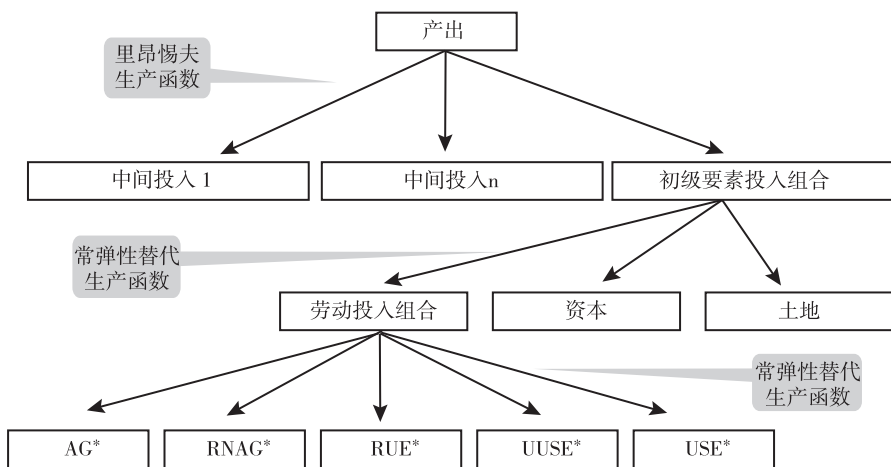 产出
里昂惕夫
生产函数
中间投入 1
中间投入n
初级要素投入组合
常弹性替代
生产函数
劳动投入组合
资本
土地
常弹性替代
生产函数
AG*
RNAG*
RUE*
UUSE*
USE*